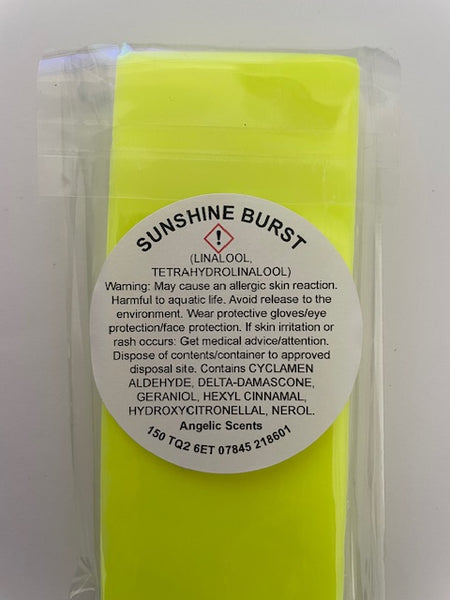 SUNSHINE BURST
!
(LINALOOL,
TETRAHYDROLINALOOL)
Warning: May cause an allergic skin reaction.
Harmful to aquatic life. Avoid release to the
environment. Wear protective gloves/eye
protection/face protection. If skin irritation or
rash occurs: Get medical advice/attention.
Dispose of contents/container to approved
disposal site. Contains CYCLAMEN
ALDEHYDE, DELTA-DAMASCONE,
GERANIOL, HEXYL CINNAMAL,
HYDROXYCITRONELLAL, NEROL.
Angelic Scents
150 TQ2 6ET 07845 218601